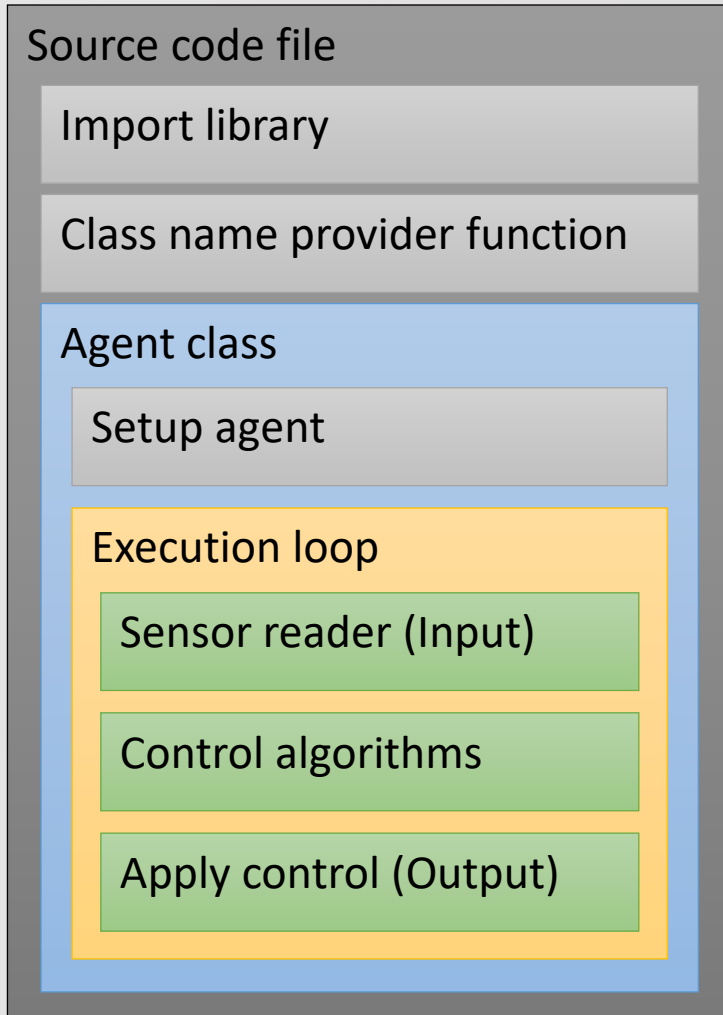 Source code file
Import library
Class name provider function
Agent class
Setup agent
Execution loop
Sensor reader (Input)
Control algorithms
Apply control (Output)